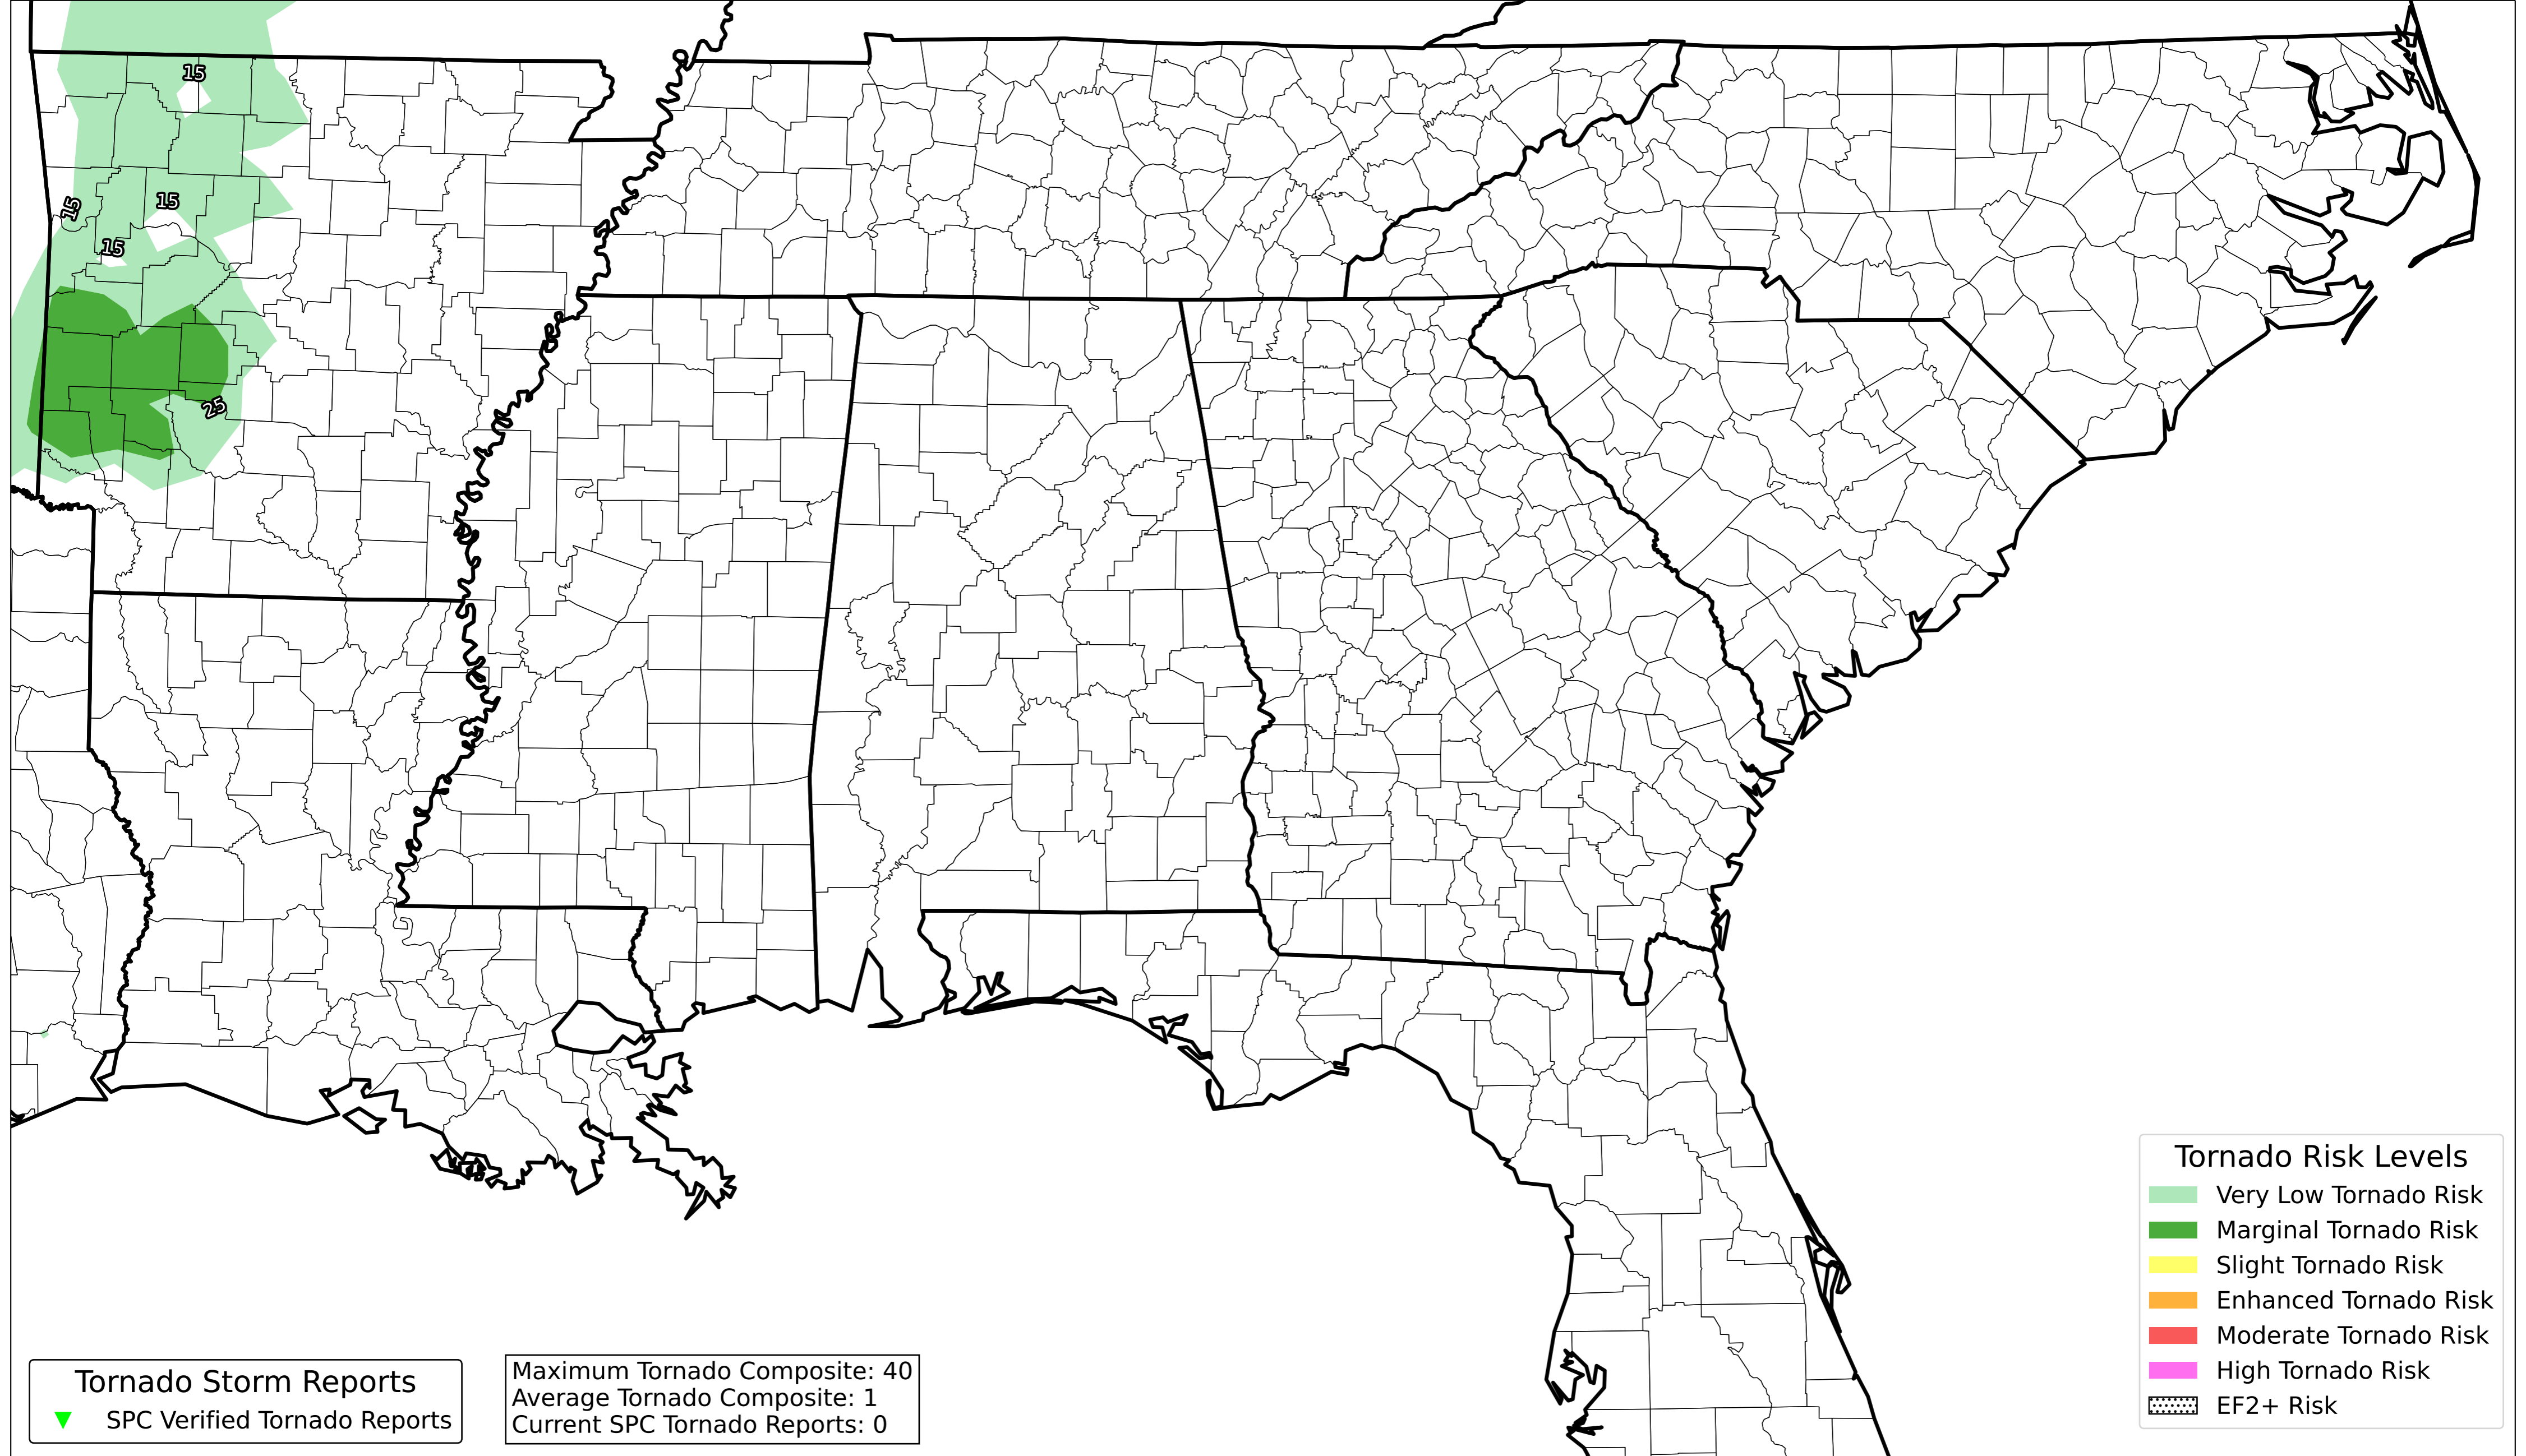 15
15
15
15
25
Tornado Risk Levels
Very Low Tornado Risk
Marginal Tornado Risk
Slight Tornado Risk
Enhanced Tornado Risk
Moderate Tornado Risk
High Tornado Risk
EF2+ Risk
Tornado Storm Reports
SPC Verified Tornado Reports
Maximum Tornado Composite: 40
Average Tornado Composite: 1
Current SPC Tornado Reports: 0